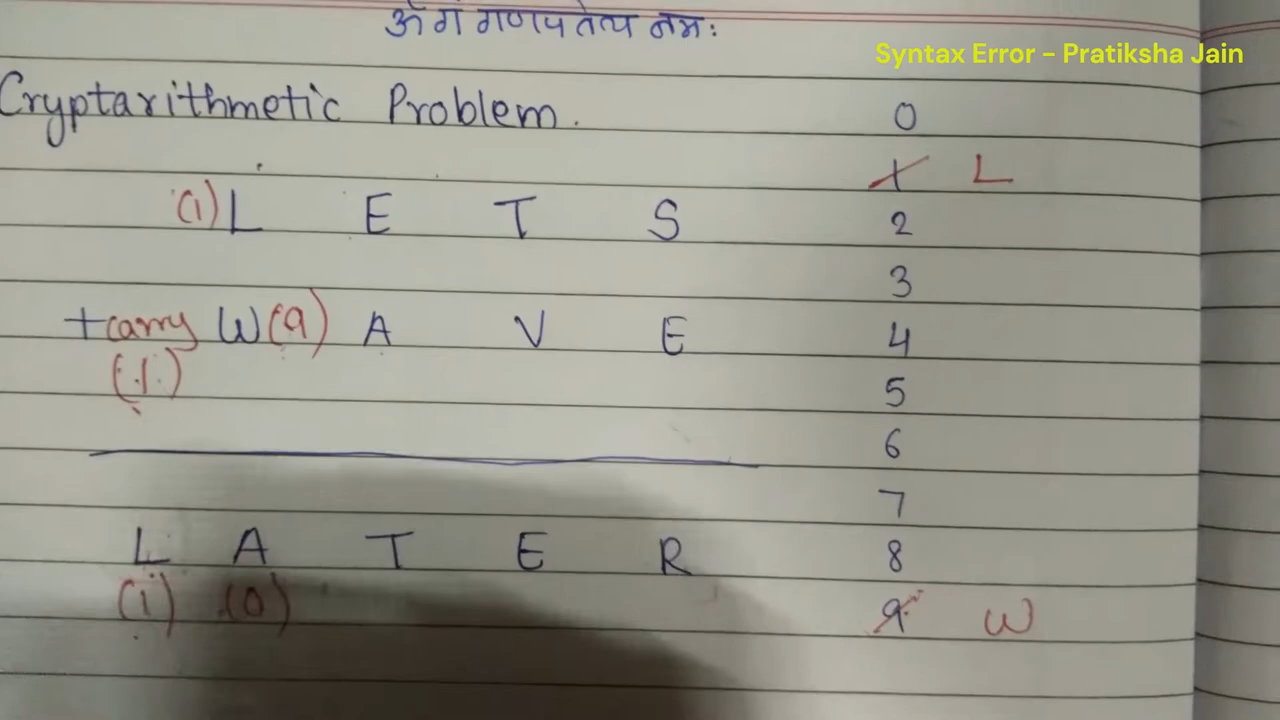 ॐ गं गणपतेत्य नमः
Syntax Error - Pratiksha Jain
Cryptarithmetic Problem.
0
1 L
(1) L E T S
2
3
+carry W (9) A V E
4
(1)
5
6
7
L A T E R
8
(1) (0)
9 W